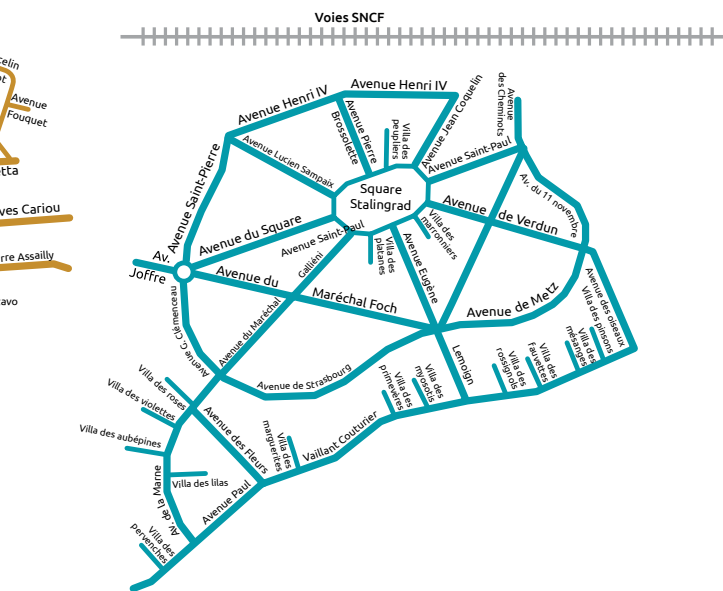 Voies SNCF
Avenue
Fouquet
Cariou
Assailly
Avenue Henri IV
Avenue Henri IV
Avenue Jean Coquelin
Avenue
des Cheminots
Avenue Pierre
Brossolette
Villa des
peupliers
Avenue Lucien Sampaix
Avenue Saint-Paul
Avenue Saint-Pierre
Square
Stalingrad
Av. du 11 novembre
Avenue du Square
Avenue Saint-Paul
Avenue de Verdun
Villa des
marronniers
Villa des
platanes
Av.
Joffre
Avenue du Maréchal Foch
Avenue du Maréchal Galliéni
Avenue Eugène Lemoign
Avenue de Metz
Avenue des oiseaux
Villa des pinsons
Villa des
mésanges
Villa des
fauvettes
Villa des
rossignols
Villa des
myosotis
Villa des
primevères
Avenue G. Clémenceau
Avenue de Strasbourg
Villa des roses
Villa des violettes
Villa des aubépines
Avenue des Fleurs
Villa des
marguerites
Villa des lilas
Av. de la Marne
Avenue Paul Vaillant Couturier
Villa des
pervenches